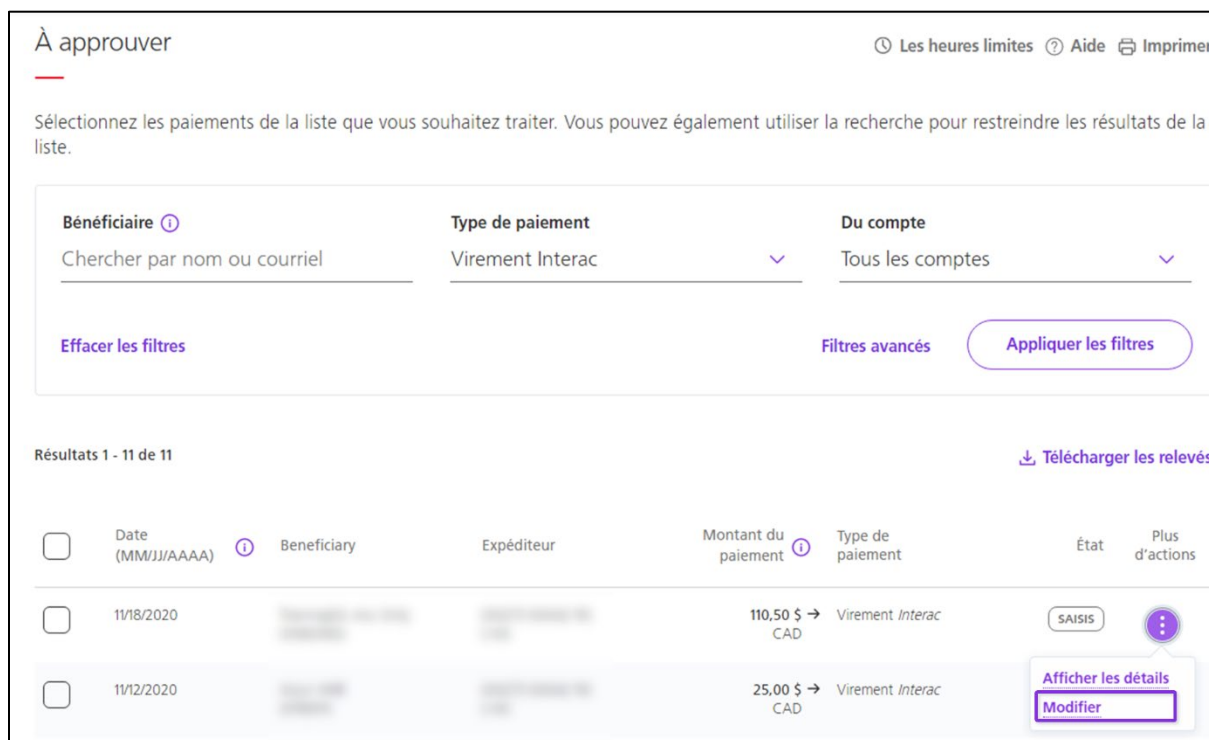 À approuver
Les heures limites Aide Imprimer
Sélectionnez les paiements de la liste que vous souhaitez traiter. Vous pouvez également utiliser la recherche pour restreindre les résultats de la
liste.
Bénéficiaire Type de paiement Du compte
Chercher par nom ou courriel Virement Interac Tous les comptes
Effacer les filtres Filtres avancés Appliquer les filtres
Résultats 1 - 11 de 11 Télécharger les relevés
Date Montant du Type de Plus
(MM/JJ/AAAA) Beneficiary Expéditeur paiement paiement État d'actions
11/18/2020 110,50 $ → Virement Interac SAISIS
CAD
Afficher les détails
11/12/2020 25,00 $ → Virement Interac Modifier
CAD